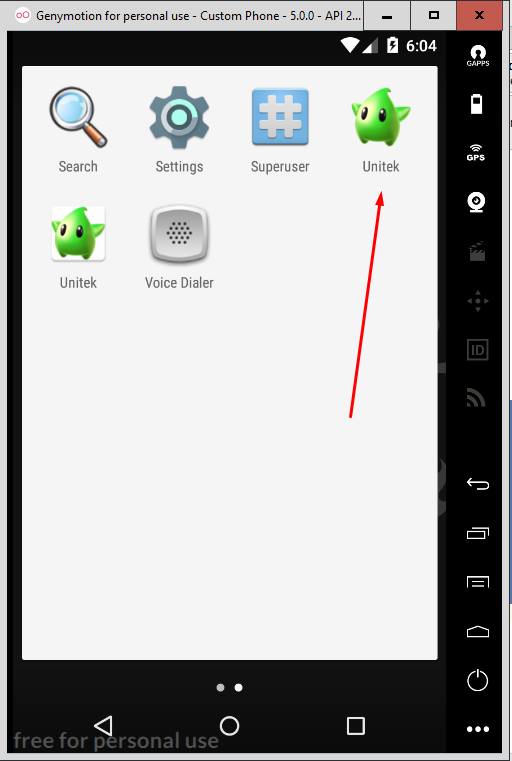 Genymotion for personal use - Custom Phone - 5.0.0 - API 2...
6:04
GAPPS
Search
Settings
Superuser
Unitek
GPS
Unitek
Voice Dialer
ID
free for personal use